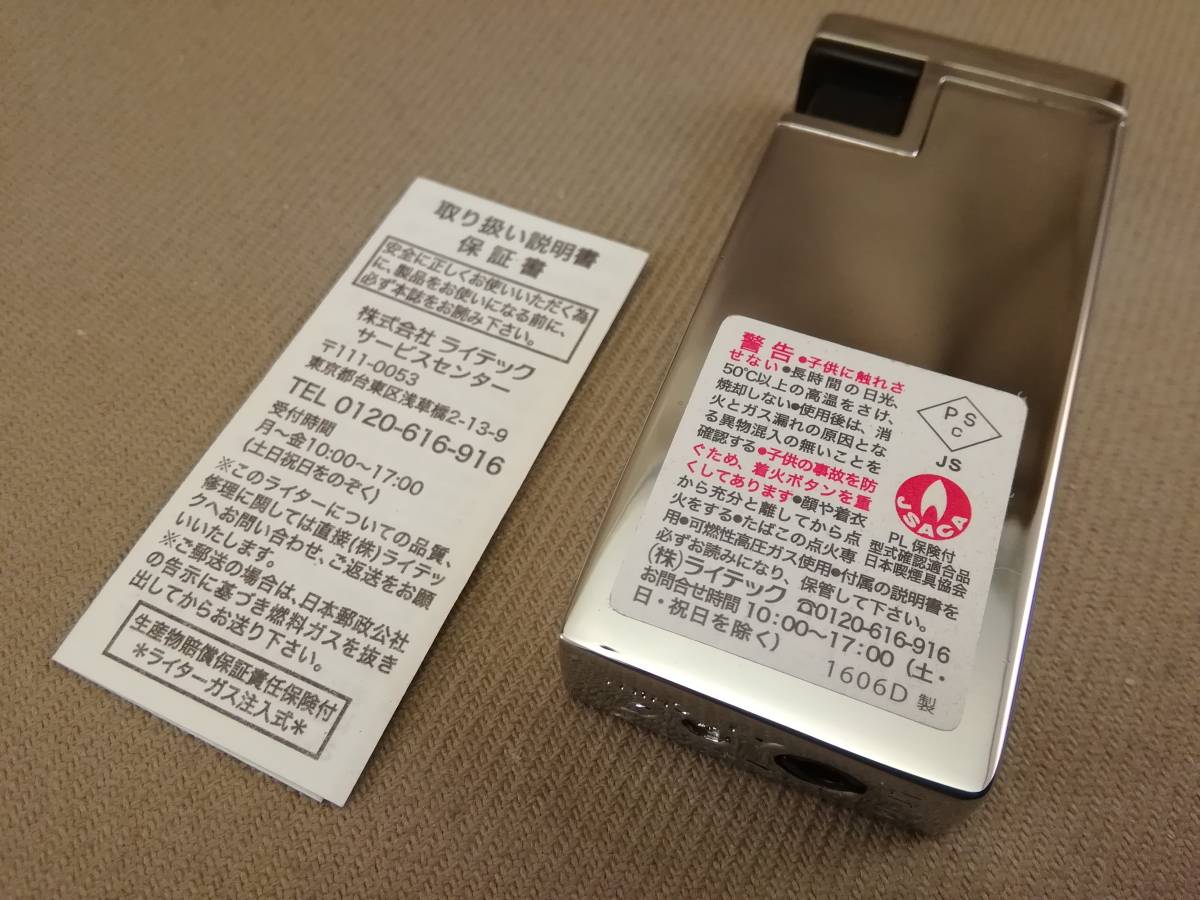 取り扱い説明書
保証書
安全に正しくお使いいただく為
に、製品をお使いになる前に、
必ず本誌をお読み下さい。
株式会社 ライテック
サービスセンター
〒111-0053
東京都台東区浅草橋2-13-9
TEL 0120-616-916
受付時間
月～金10:00～17:00
(土日祝日をのぞく)
※このライターについての品質、
修理に関しては直接(株)ライテッ
クへお問い合わせ、ご返送をお願
いいたします。
※ご郵送の場合は、日本郵政公社
の告示に基づき燃料ガスを抜き
出してからお送り下さい。
生産物賠償保証責任保険付
＊ライターガス注入式＊
警告●子供に触れさ
せない●長時間の日光、
50℃以上の高温をさけ、
焼却しない●使用後は、消
火とガス漏れの原因とな
る異物混入の無いことを
確認する●子供の事故を防
ぐため、着火ボタンを重
くしてあります●顔や着衣
から充分と離してから点
火をする●たばこの点火専
用●可燃性高圧ガス使用●付属の説明書を
必ずお読みになり、保管して下さい。
(株)ライテック ☎0120-616-916
お問合せ時間 10:00～17:00 (土・
日・祝日を除く)
1606D 製
PS
C
JS
JSACA
PL保険付
型式確認適合品
日本喫煙具協会